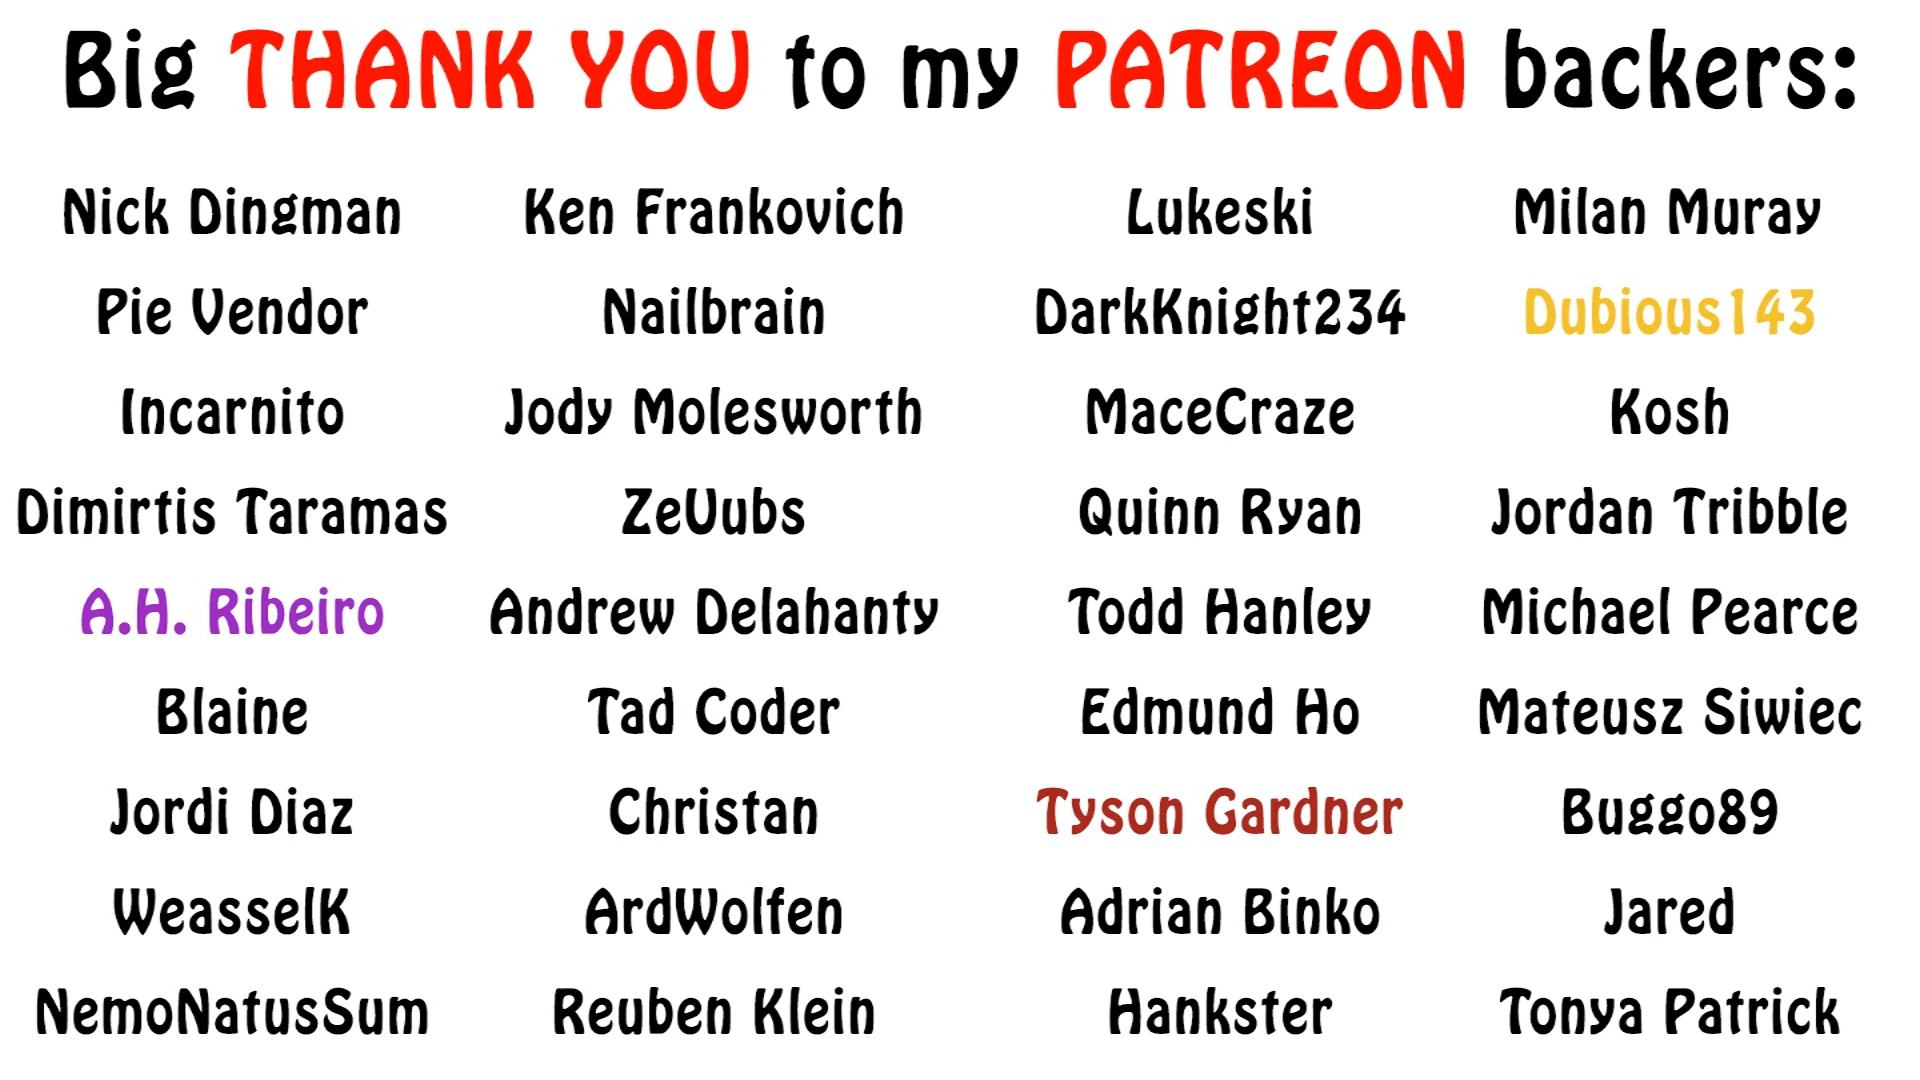 Big THANK YOU to my PATREON backers:
Nick Dingman Ken Frankovich Lukeski Milan Muray
Pie Vendor Nailbrain DarkKnight234 Dubious143
Incarnito Jody Molesworth MaceCraze Kosh
Dimirtis Taramas ZeUubs Quinn Ryan Jordan Tribble
A.H. Ribeiro Andrew Delahanty Todd Hanley Michael Pearce
Blaine Tad Coder Edmund Ho Mateusz Siwiec
Jordi Diaz Christan Tyson Gardner Buggo89
WeasselK ArdWolfen Adrian Binko Jared
NemoNatusSum Reuben Klein Hankster Tonya Patrick